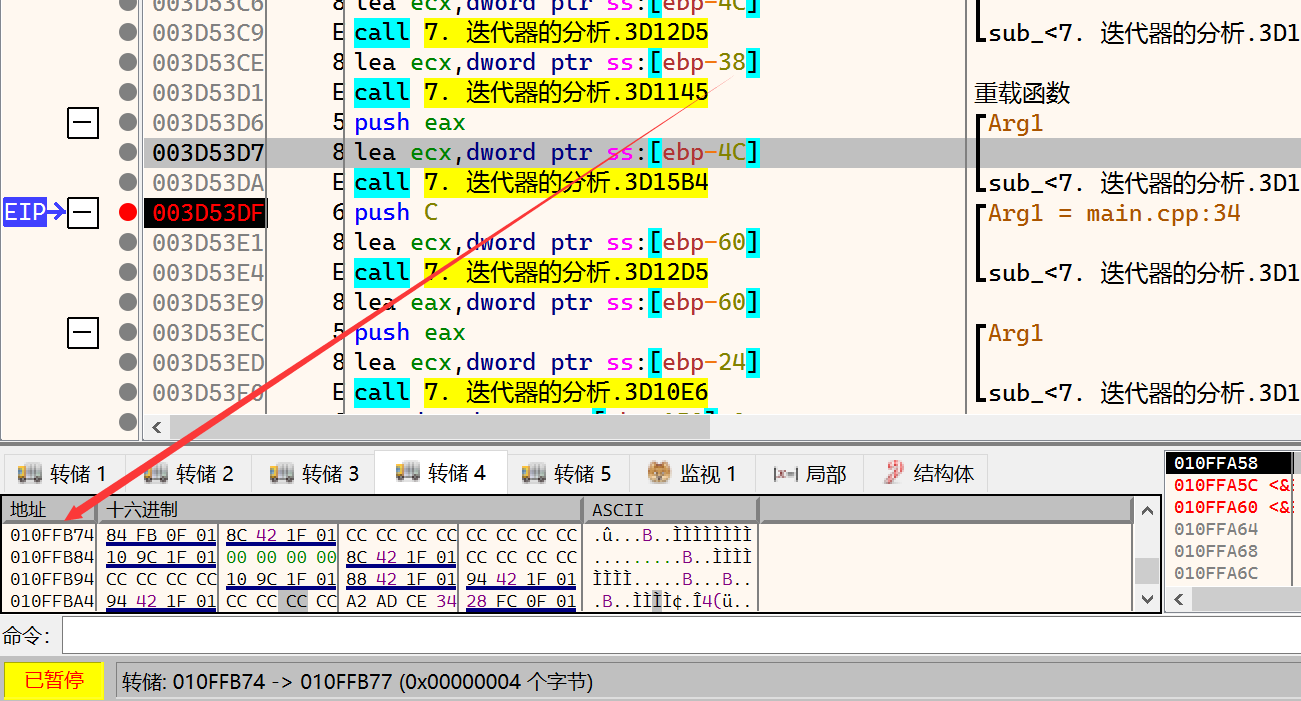 003D53C6 8 lea ecx,dword ptr ss:[ebp-4C]
003D53C9 E call 7. 迭代器的分析.3D12D5 sub_<7. 迭代器的分析.3D1
003D53CE 8 lea ecx,dword ptr ss:[ebp-38]
003D53D1 E call 7. 迭代器的分析.3D1145 重载函数
003D53D6 5 push eax Arg1
003D53D7 8 lea ecx,dword ptr ss:[ebp-4C]
003D53DA E call 7. 迭代器的分析.3D15B4 sub_<7. 迭代器的分析.3D1
EIP 003D53DF 6 push C Arg1 = main.cpp:34
003D53E1 8 lea ecx,dword ptr ss:[ebp-60]
003D53E4 E call 7. 迭代器的分析.3D12D5 sub_<7. 迭代器的分析.3D1
003D53E9 8 lea eax,dword ptr ss:[ebp-60]
003D53EC 5 push eax Arg1
003D53ED 8 lea ecx,dword ptr ss:[ebp-24]
003D53F0 E call 7. 迭代器的分析.3D10E6 sub_<7. 迭代器的分析.3D1
转储 1 转储 2 转储 3 转储 4 转储 5 监视 1 |x=| 局部 结构体
地址 十六进制 ASCII
010FFB74 84 FB 0F 01 8C 42 1F 01 CC CC CC CC CC CC CC CC .û...B..ÌÌÌÌÌÌÌÌ
010FFB84 10 9C 1F 01 00 00 00 00 8C 42 1F 01 CC CC CC CC .........B..ÌÌÌÌ
010FFB94 CC CC CC CC 10 9C 1F 01 88 42 1F 01 94 42 1F 01 ÌÌÌÌ.....B...B..
010FFBA4 94 42 1F 01 CC CC CC CC A2 AD CE 34 28 FC 0F 01 .B..ÌÌÌÌ¢.Î4(ü..
010FFA58
010FFA5C <&
010FFA60 <&
010FFA64
010FFA68
010FFA6C
命令:
已暂停 转储: 010FFB74 -> 010FFB77 (0x00000004 个字节)